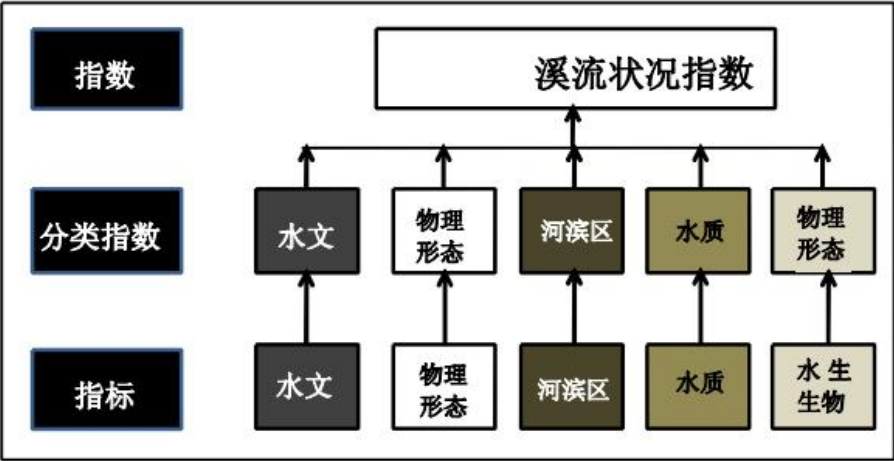 指数
溪流状况指数
分类指数
水文
物理
形态
河滨区
水质
物理
形态
指标
水文
物理
形态
河滨区
水质
水 生
生物